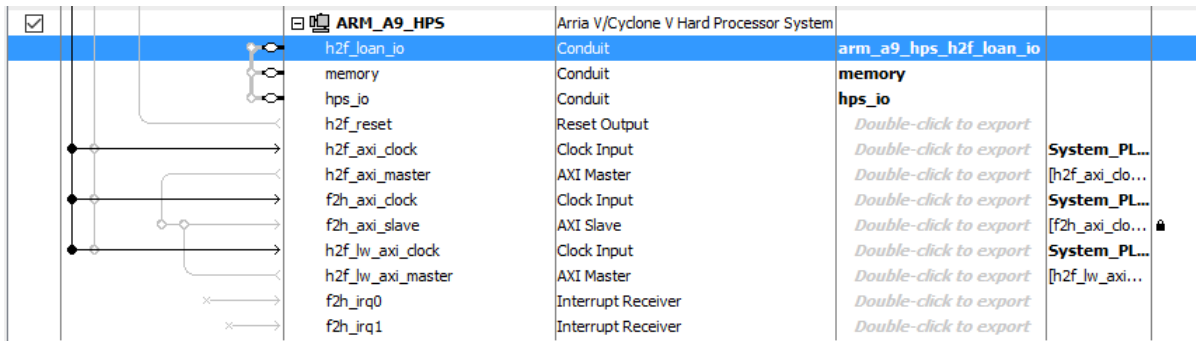 ARM_A9_HPS Arria V/Cyclone V Hard Processor System
h2f_loan_io Conduit arm_a9_hps_h2f_loan_io
memory Conduit memory
hps_io Conduit hps_io
h2f_reset Reset Output Double-click to export
h2f_axi_clock Clock Input Double-click to export System_PL...
h2f_axi_master AXI Master Double-click to export [h2f_axi_clo...
f2h_axi_clock Clock Input Double-click to export System_PL...
f2h_axi_slave AXI Slave Double-click to export [f2h_axi_clo...
h2f_lw_axi_clock Clock Input Double-click to export System_PL...
h2f_lw_axi_master AXI Master Double-click to export [h2f_lw_axi...
f2h_irq0 Interrupt Receiver Double-click to export
f2h_irq1 Interrupt Receiver Double-click to export